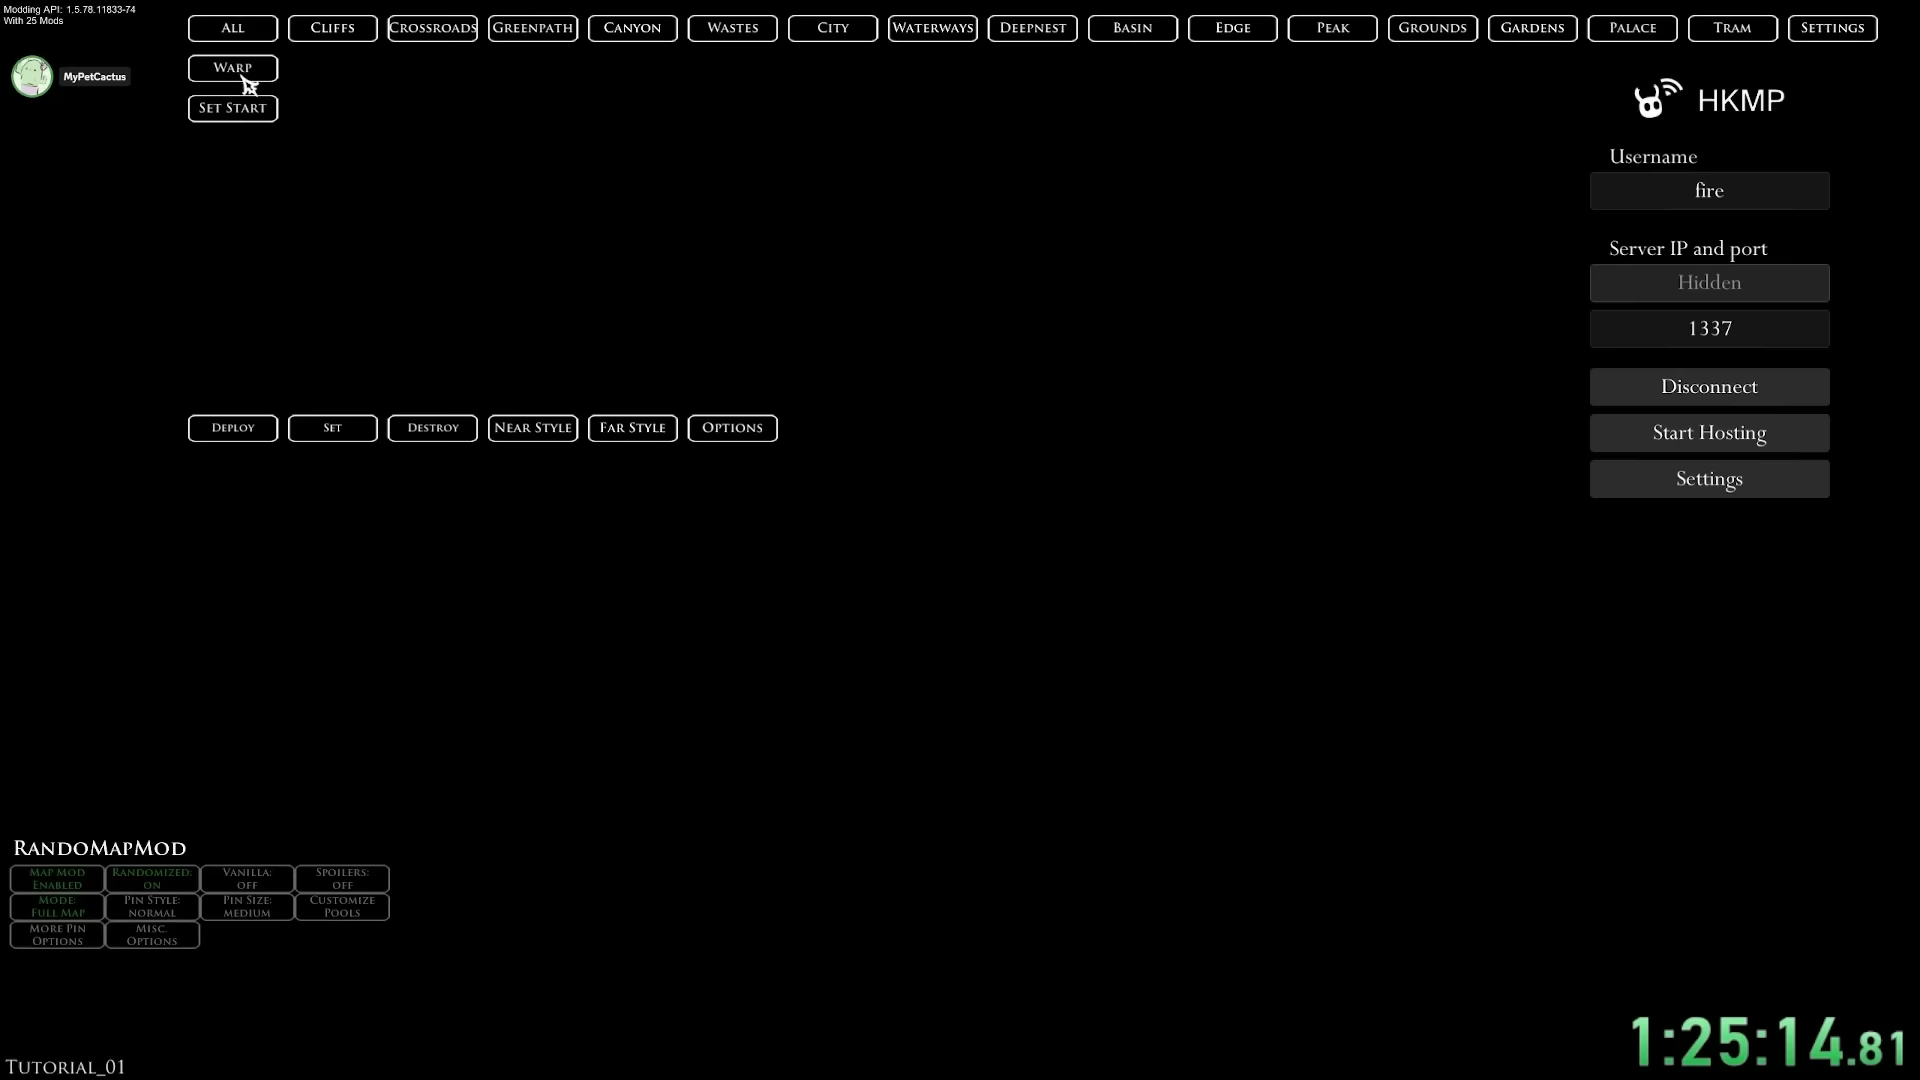 Modding API: 1.5.78.11833-74
With 25 Mods
ALL CLIFFS CROSSROADS GREENPATH CANYON WASTES CITY WATERWAYS DEEPNEST BASIN EDGE PEAK GROUNDS GARDENS PALACE TRAM SETTINGS
WARP
MyPetCactus
SET START
HKMP
Username
fire
Server IP and port
Hidden
1337
Disconnect
Start Hosting
Settings
DEPLOY SET DESTROY NEAR STYLE FAR STYLE OPTIONS
RANDOMAPMOD
MAP MOD ENABLED
RANDOMIZED: ON
VANILLA: OFF
SPOILERS: OFF
MODE: FULL MAP
PIN STYLE: NORMAL
PIN SIZE: MEDIUM
CUSTOMIZE POOLS
MORE PIN OPTIONS
MISC. OPTIONS
1:25:14.81
TUTORIAL_01